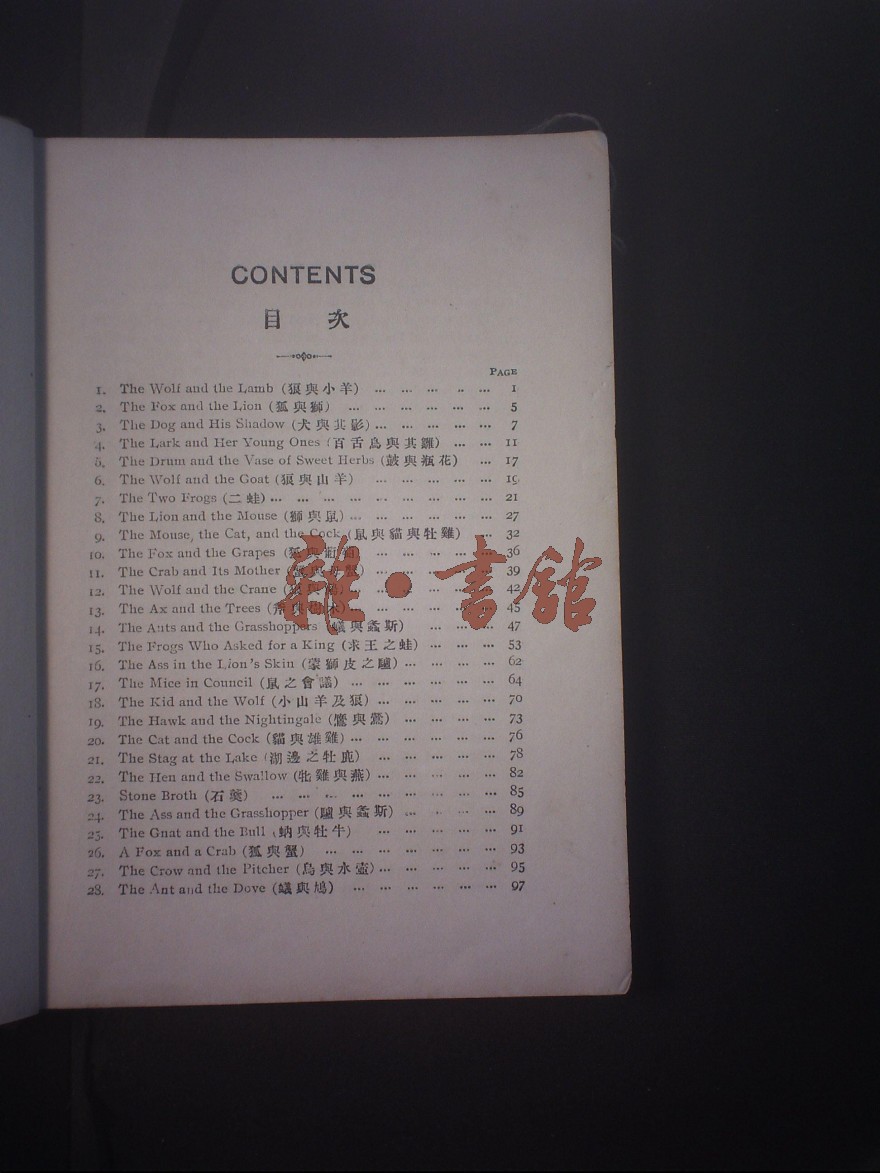 CONTENTS
目 次
PAGE
1. The Wolf and the Lamb (狼與小羊) ... ... ... ... ... 1
2. The Fox and the Lion (狐與獅) ... ... ... ... ... ... 5
3. The Dog and His Shadow (犬與其影) ... ... ... ... ... 7
4. The Lark and Her Young Ones (百舌鳥與其雛) ... ... 11
5. The Drum and the Vase of Sweet Herbs (鼓與瓶花) ... 17
6. The Wolf and the Goat (狼與山羊) ... ... ... ... ... 19
7. The Two Frogs (二蛙) ... ... ... ... ... ... ... ... ... 21
8. The Lion and the Mouse (獅與鼠) ... ... ... ... ... ... 27
9. The Mouse, the Cat, and the Cock (鼠與貓與牡雞) ... 32
10. The Fox and the Grapes (狐與葡萄) ... ... ... ... 36
11. The Crab and Its Mother ... ... ... ... 39
12. The Wolf and the Crane ... ... ... ... 42
13. The Ax and the Trees ... ... ... ... 45
14. The Ants and the Grasshoppers (蟻與螽斯) ... ... ... 47
15. The Frogs Who Asked for a King (求王之蛙) ... ... ... ... 53
16. The Ass in the Lion's Skin (蒙獅皮之驢) ... ... ... ... 62
17. The Mice in Council (鼠之會議) ... ... ... ... ... ... 64
18. The Kid and the Wolf (小山羊及狼) ... ... ... ... ... 70
19. The Hawk and the Nightingale (鷹與鶯) ... ... ... ... 73
20. The Cat and the Cock (貓與雄雞) ... ... ... ... ... ... 76
21. The Stag at the Lake (湖邊之牡鹿) ... ... ... ... ... 78
22. The Hen and the Swallow (牝雞與燕) ... ... ... ... ... 82
23. Stone Broth (石羹) ... ... ... ... ... ... ... ... ... 85
24. The Ass and the Grasshopper (驢與螽斯) ... ... ... ... 89
25. The Gnat and the Bull (蚋與牡牛) ... ... ... ... ... 91
26. A Fox and a Crab (狐與蟹) ... ... ... ... ... ... ... 93
27. The Crow and the Pitcher (烏與水壺) ... ... ... ... ... 95
28. The Ant and the Dove (蟻與鳩) ... ... ... ... ... ... 97
雜·書館